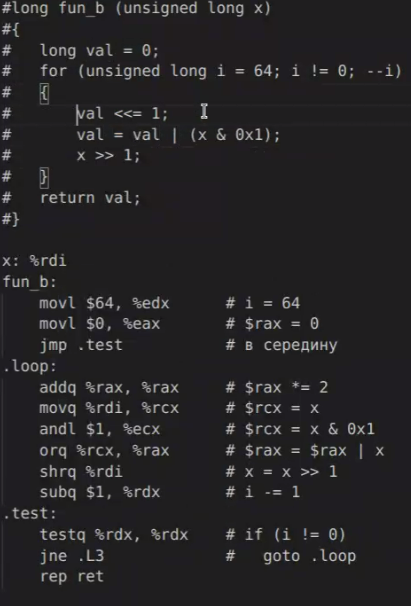 #long fun_b (unsigned long x)
#{
#   long val = 0;
#   for (unsigned long i = 64; i != 0; --i)
#   {
#       val <<= 1;
#       val = val | (x & 0x1);
#       x >> 1;
#   }
#   return val;
#}

x: %rdi
fun_b:
    movl $64, %edx      # i = 64
    movl $0, %eax       # $rax = 0
    jmp .test           # в середину
.loop:
    addq %rax, %rax     # $rax *= 2
    movq %rdi, %rcx     # $rcx = x
    andl $1, %ecx       # $rcx = x & 0x1
    orq %rcx, %rax      # $rax = $rax | x
    shrq %rdi           # x = x >> 1
    subq $1, %rdx       # i -= 1
.test:
    testq %rdx, %rdx    # if (i != 0)
    jne .L3             #   goto .loop
    rep ret